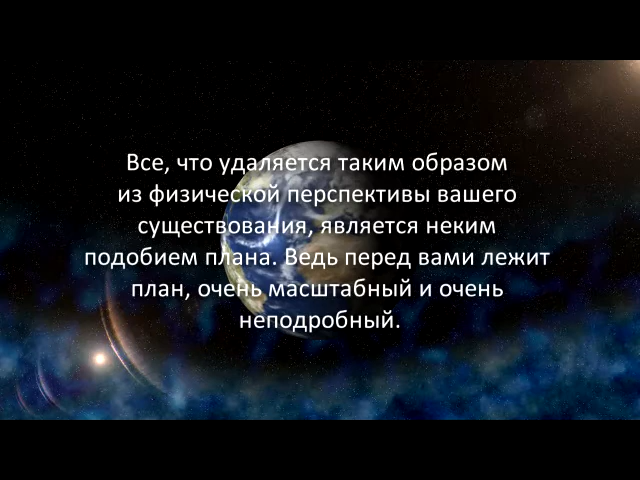 Все, что удаляется таким образом
из физической перспективы вашего
существования, является неким
подобием плана. Ведь перед вами лежит
план, очень масштабный и очень
неподробный.